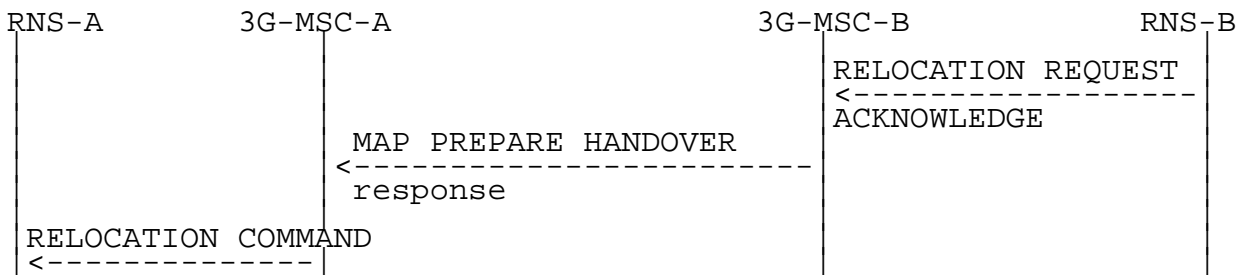 RNS-A 3G-MSC-A 3G-MSC-B RNS-B
RELOCATION REQUEST
ACKNOWLEDGE
MAP PREPARE HANDOVER
response
RELOCATION COMMAND